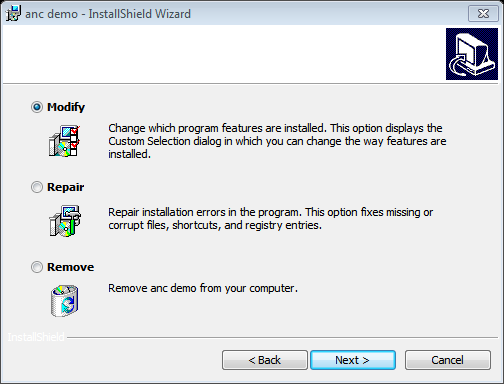 anc demo - InstallShield Wizard
Modify
Change which program features are installed. This option displays the
Custom Selection dialog in which you can change the way features are
installed.
Repair
Repair installation errors in the program. This option fixes missing or
corrupt files, shortcuts, and registry entries.
Remove
Remove anc demo from your computer.
InstallShield
< Back
Next >
Cancel